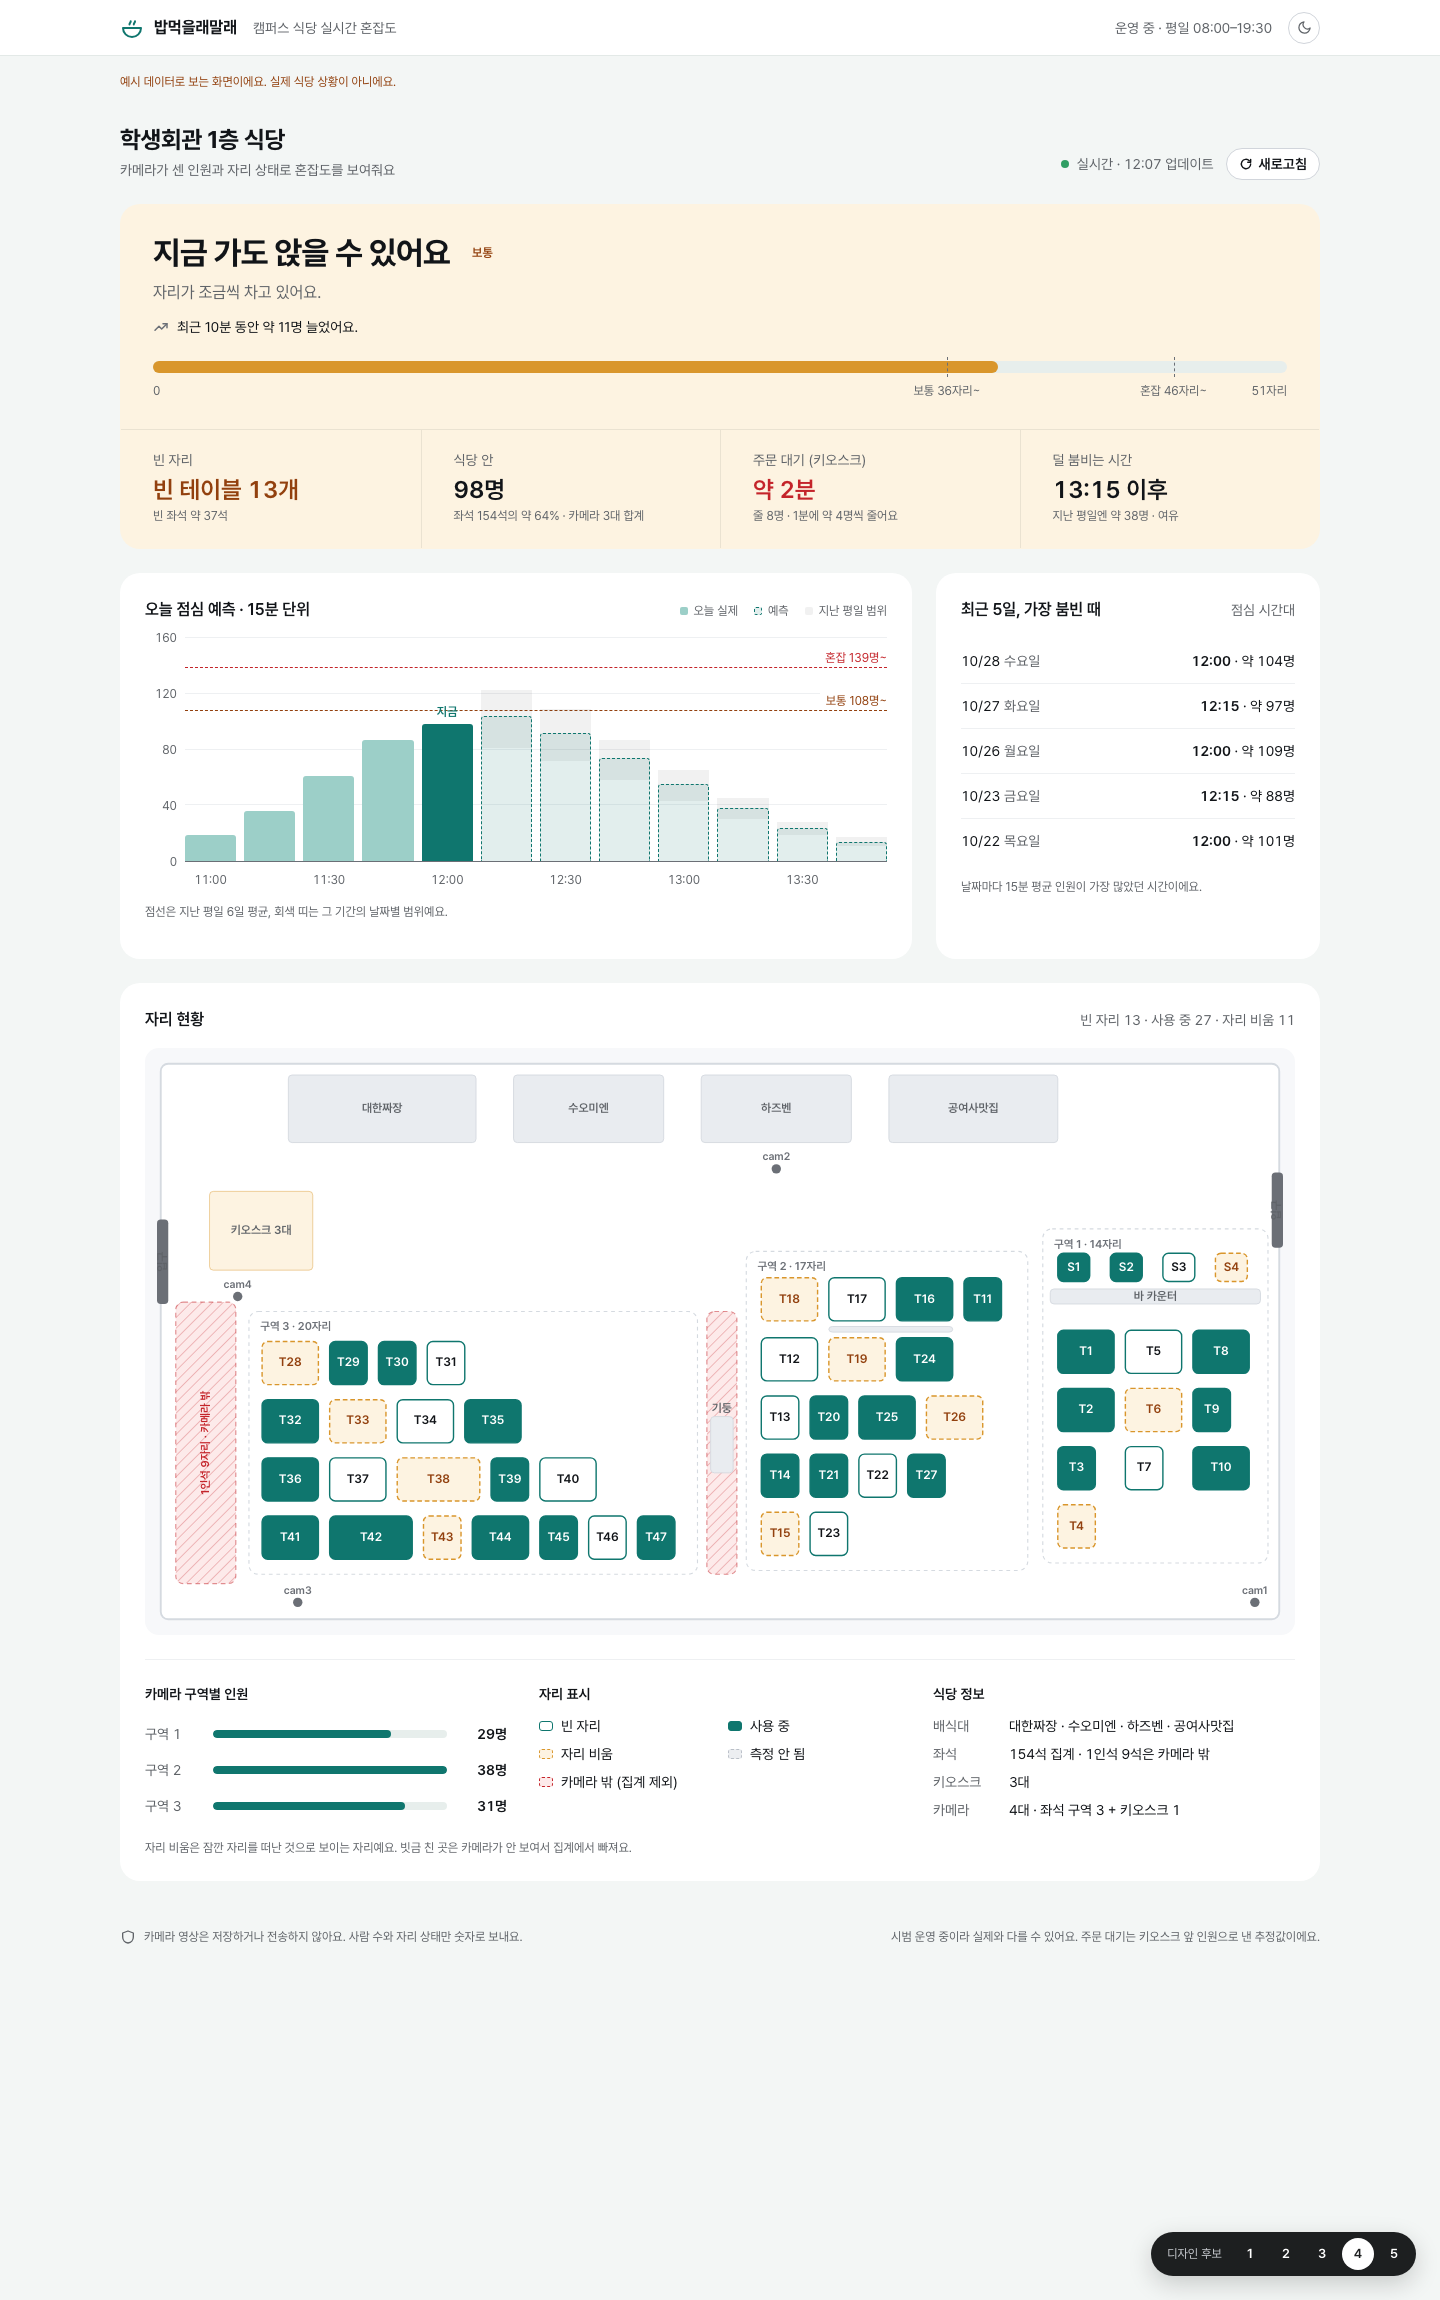 밥먹을래말래 캠퍼스 식당 실시간 혼잡도
운영 중 · 평일 08:00–19:30
예시 데이터로 보는 화면이에요. 실제 식당 상황이 아니에요.
학생회관 1층 식당
카메라가 센 인원과 자리 상태로 혼잡도를 보여줘요
실시간 · 12:07 업데이트
새로고침
지금 가도 앉을 수 있어요 보통
자리가 조금씩 차고 있어요.
최근 10분 동안 약 11명 늘었어요.
0 보통 36자리~ 혼잡 46자리~ 51자리
빈 자리
빈 테이블 13개
빈 좌석 약 37석
식당 안
98명
좌석 154석의 약 64% · 카메라 3대 합계
주문 대기 (키오스크)
약 2분
줄 8명 · 1분에 약 4명씩 줄어요
덜 붐비는 시간
13:15 이후
지난 평일엔 약 38명 · 여유
오늘 점심 예측 · 15분 단위
오늘 실제 예측 지난 평일 범위
160
혼잡 139명~
120
보통 108명~
지금
80
40
0
11:00 11:30 12:00 12:30 13:00 13:30
점선은 지난 평일 6일 평균, 회색 띠는 그 기간의 날짜별 범위예요.
최근 5일, 가장 붐빈 때 점심 시간대
10/28 수요일 12:00 · 약 104명
10/27 화요일 12:15 · 약 97명
10/26 월요일 12:00 · 약 109명
10/23 금요일 12:15 · 약 88명
10/22 목요일 12:00 · 약 101명
날짜마다 15분 평균 인원이 가장 많았던 시간이에요.
자리 현황
빈 자리 13 · 사용 중 27 · 자리 비움 11
대한짜장 수오미엔 하즈벤 공여사맛집
cam2
키오스크 3대
cam4
1인석 9자리 · 카메라 밖
구역 3 · 20자리
T28 T29 T30 T31
T32 T33 T34 T35
T36 T37 T38 T39 T40
T41 T42 T43 T44 T45 T46 T47
cam3
기둥
구역 2 · 17자리
T18 T17 T16 T11
T12 T19 T24
T13 T20 T25 T26
T14 T21 T22 T27
T15 T23
구역 1 · 14자리
S1 S2 S3 S4
바 카운터
T1 T5 T8
T2 T6 T9
T3 T7 T10
T4
cam1
카메라 구역별 인원
구역 1 29명
구역 2 38명
구역 3 31명
자리 표시
빈 자리 사용 중
자리 비움 측정 안 됨
카메라 밖 (집계 제외)
식당 정보
배식대 대한짜장 · 수오미엔 · 하즈벤 · 공여사맛집
좌석 154석 집계 · 1인석 9석은 카메라 밖
키오스크 3대
카메라 4대 · 좌석 구역 3 + 키오스크 1
자리 비움은 잠깐 자리를 떠난 것으로 보이는 자리예요. 빗금 친 곳은 카메라가 안 보여서 집계에서 빠져요.
카메라 영상은 저장하거나 전송하지 않아요. 사람 수와 자리 상태만 숫자로 보내요.
시범 운영 중이라 실제와 다를 수 있어요. 주문 대기는 키오스크 앞 인원으로 낸 추정값이에요.
디자인 후보 1 2 3 4 5